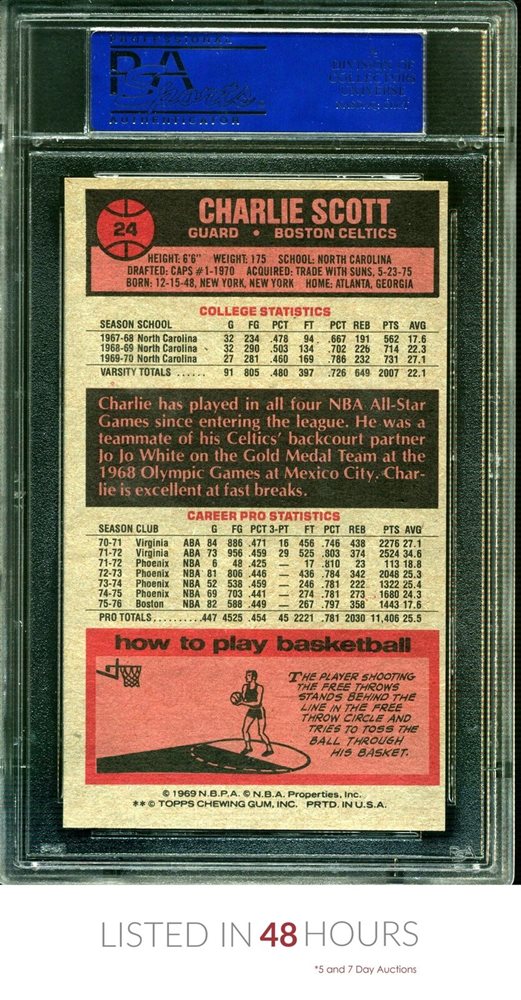 PROFESSIONAL
PSA
AUTHENTICATOR
A
DIVISION OF
COLLECTORS
UNIVERSE
24
CHARLIE SCOTT
GUARD • BOSTON CELTICS
HEIGHT: 6'6" WEIGHT: 175 SCHOOL: NORTH CAROLINA
DRAFTED: CAPS #1-1970 ACQUIRED: TRADE WITH SUNS, 5-23-75
BORN: 12-15-48, NEW YORK, NEW YORK HOME: ATLANTA, GEORGIA
COLLEGE STATISTICS
SEASON SCHOOL G FG PCT FT PCT REB PTS AVG
1967-68 North Carolina 32 234 .478 94 .667 191 562 17.6
1968-69 North Carolina 32 290 .503 134 .702 226 714 22.3
1969-70 North Carolina 27 281 .460 169 .786 232 731 27.1
VARSITY TOTALS ...... 91 805 .480 397 .726 649 2007 22.1
Charlie has played in all four NBA All-Star
Games since entering the league. He was a
teammate of his Celtics' backcourt partner
Jo Jo White on the Gold Medal Team at the
1968 Olympic Games at Mexico City. Char-
lie is excellent at fast breaks.
CAREER PRO STATISTICS
SEASON CLUB G FG PCT 3-PT FT PCT REB PTS AVG
70-71 Virginia ABA 84 886 .471 16 456 .746 438 2276 27.1
71-72 Virginia ABA 73 956 .459 29 525 .803 374 2524 34.6
71-72 Phoenix NBA 6 48 .425 — 17 .810 23 113 18.8
72-73 Phoenix NBA 81 806 .446 — 436 .784 342 2048 25.3
73-74 Phoenix NBA 52 538 .459 — 246 .781 222 1322 25.4
74-75 Phoenix NBA 69 703 .441 — 274 .781 273 1680 24.3
75-76 Boston NBA 82 588 .449 — 267 .797 358 1443 17.6
PRO TOTALS.......... 447 4525 .454 45 2221 .781 2030 11,406 25.5
how to play basketball
THE PLAYER SHOOTING
THE FREE THROWS
STANDS BEHIND THE
LINE IN THE FREE
THROW CIRCLE AND
TRIES TO TOSS THE
BALL THROUGH
HIS BASKET.
© 1969 N.B.P.A. © N.B.A. Properties, Inc.
** © TOPPS CHEWING GUM, INC. PRTD. IN U.S.A.
LISTED IN 48 HOURS
*5 and 7 Day Auctions